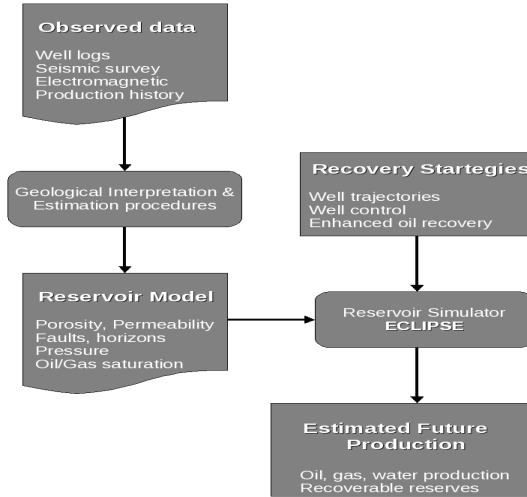 Observed data
Well logs
Seismic survey
Electromagnetic
Production history
Geological Interpretation &
Estimation procedures
Reservoir Model
Porosity, Permeability
Faults, horizons
Pressure
Oil/Gas saturation
Recovery Startegies
Well trajectories
Well control
Enhanced oil recovery
Reservoir Simulator
ECLIPSE
Estimated Future
Production
Oil, gas, water production
Recoverable reserves